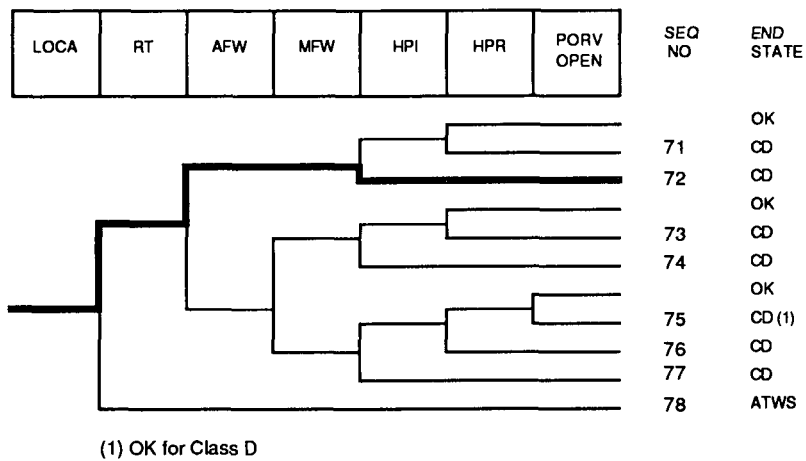 LOCA RT AFW MFW HPI HPR PORV OPEN SEQ NO END STATE
OK
71 CD
72 CD
OK
73 CD
74 CD
OK
75 CD (1)
76 CD
77 CD
78 ATWS
(1) OK for Class D